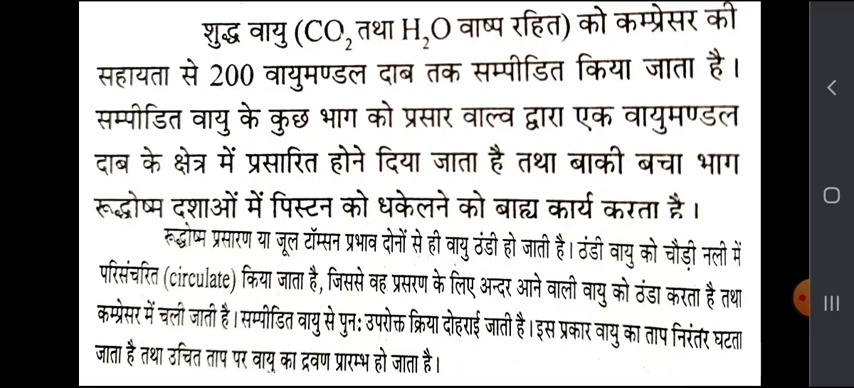 शुद्ध वायु (CO₂ तथा H₂O वाष्प रहित) को कम्प्रेसर की
सहायता से 200 वायुमण्डल दाब तक सम्पीडित किया जाता है।
सम्पीडित वायु के कुछ भाग को प्रसार वाल्व द्वारा एक वायुमण्डल
दाब के क्षेत्र में प्रसारित होने दिया जाता है तथा बाकी बचा भाग
रूद्धोष्म दशाओं में पिस्टन को धकेलने को बाह्य कार्य करता है।
रूद्धोष्म प्रसारण या जूल टॉम्सन प्रभाव दोनों से ही वायु ठंडी हो जाती है। ठंडी वायु को चौड़ी नली में
परिसंचरित (circulate) किया जाता है, जिससे वह प्रसरण के लिए अन्दर आने वाली वायु को ठंडा करता है तथा
कम्प्रेसर में चली जाती है। सम्पीडित वायु से पुनः उपरोक्त क्रिया दोहराई जाती है। इस प्रकार वायु का ताप निरंतर घटता
जाता है तथा उचित ताप पर वायु का द्रवण प्रारम्भ हो जाता है।